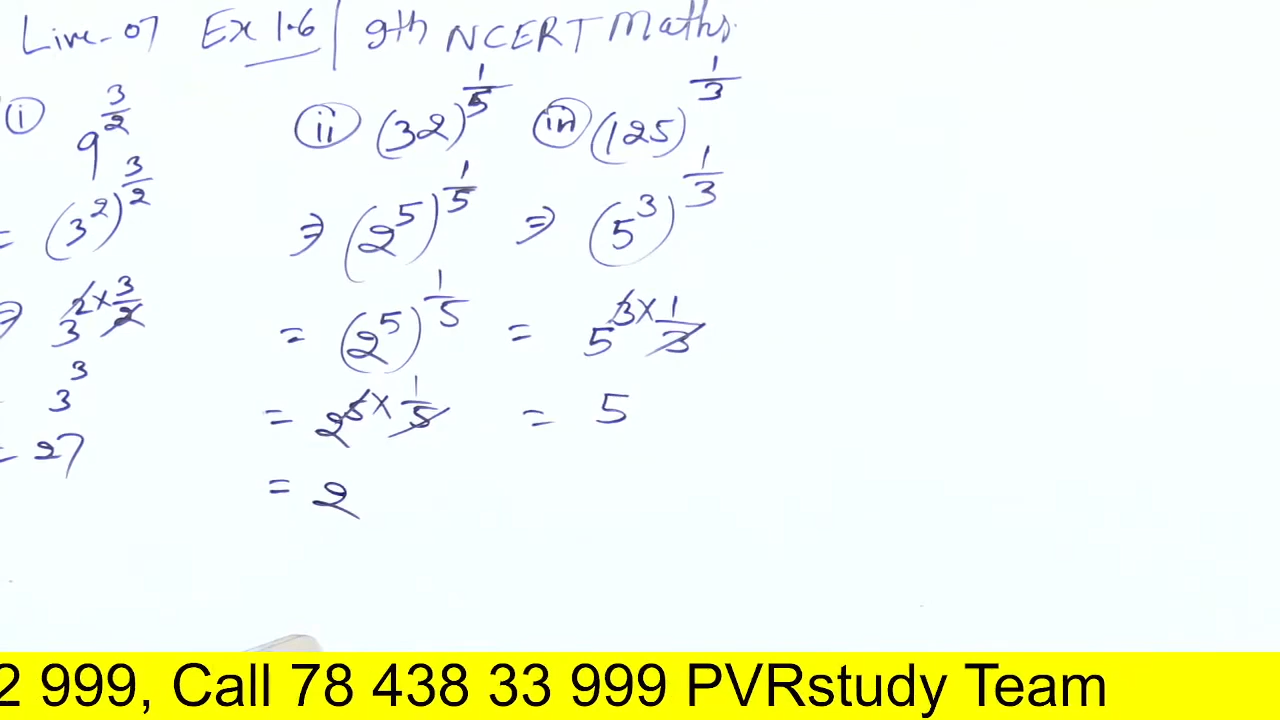 Live-07 Ex 1.6 | 9th NCERT Maths.
(i) 9^(3/2)
= (3^2)^(3/2)
⇒ 3^(2×3/2)
= 3^3
= 27
(ii) (32)^(1/5)
⇒ (2^5)^(1/5)
= (2^5)^(1/5)
= 2^(5×1/5)
= 2
(iii) (125)^(1/3)
⇒ (5^3)^(1/3)
= 5^(3×1/3)
= 5
2 999, Call 78 438 33 999 PVRstudy Team